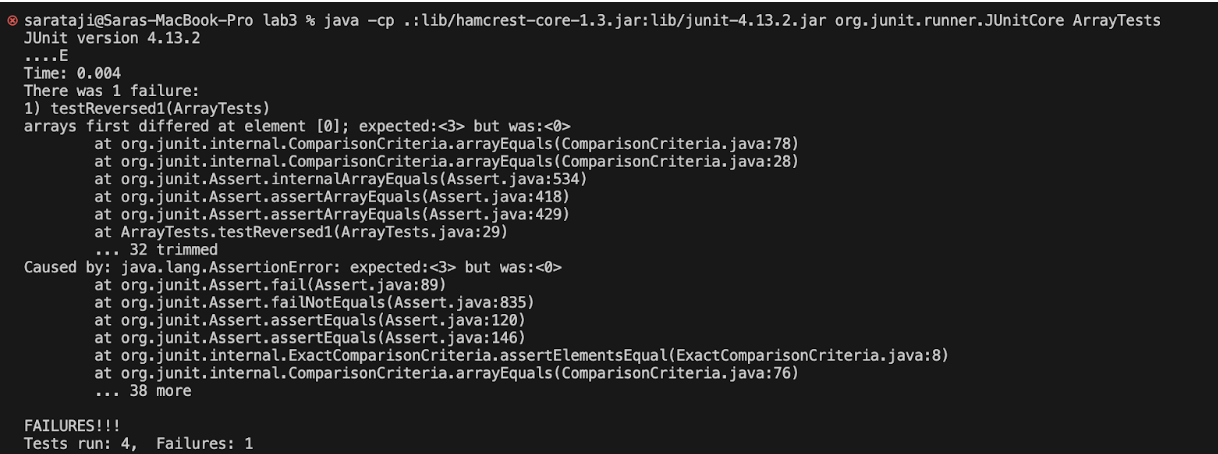 saratají@Saras-MacBook-Pro lab3 % java -cp .:lib/hamcrest-core-1.3.jar:lib/junit-4.13.2.jar org.junit.runner.JUnitCore ArrayTests
JUnit version 4.13.2
....E
Time: 0.004
There was 1 failure:
1) testReversed1(ArrayTests)
arrays first differed at element [0]; expected:<3> but was:<0>
        at org.junit.internal.ComparisonCriteria.arrayEquals(ComparisonCriteria.java:78)
        at org.junit.internal.ComparisonCriteria.arrayEquals(ComparisonCriteria.java:28)
        at org.junit.Assert.internalArrayEquals(Assert.java:534)
        at org.junit.Assert.assertArrayEquals(Assert.java:418)
        at org.junit.Assert.assertArrayEquals(Assert.java:429)
        at ArrayTests.testReversed1(ArrayTests.java:29)
        ... 32 trimmed
Caused by: java.lang.AssertionError: expected:<3> but was:<0>
        at org.junit.Assert.fail(Assert.java:89)
        at org.junit.Assert.failNotEquals(Assert.java:835)
        at org.junit.Assert.assertEquals(Assert.java:120)
        at org.junit.Assert.assertEquals(Assert.java:146)
        at org.junit.internal.ExactComparisonCriteria.assertElementsEqual(ExactComparisonCriteria.java:8)
        at org.junit.internal.ComparisonCriteria.arrayEquals(ComparisonCriteria.java:76)
        ... 38 more
FAILURES!!!
Tests run: 4,  Failures: 1